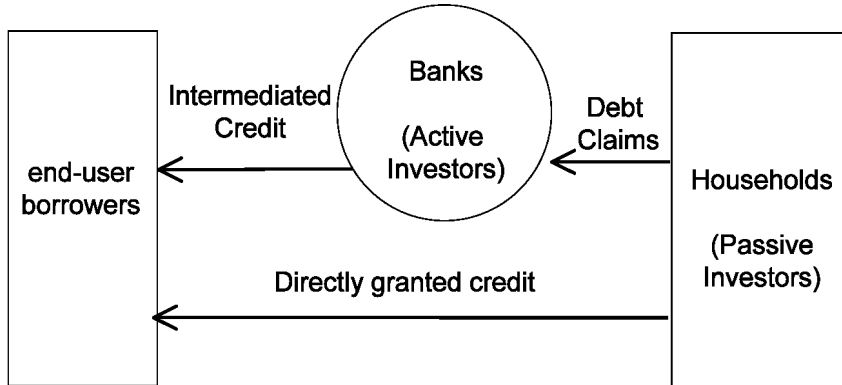 end-user
borrowers
Intermediated
Credit
Banks
(Active
Investors)
Debt
Claims
Households
(Passive
Investors)
Directly granted credit